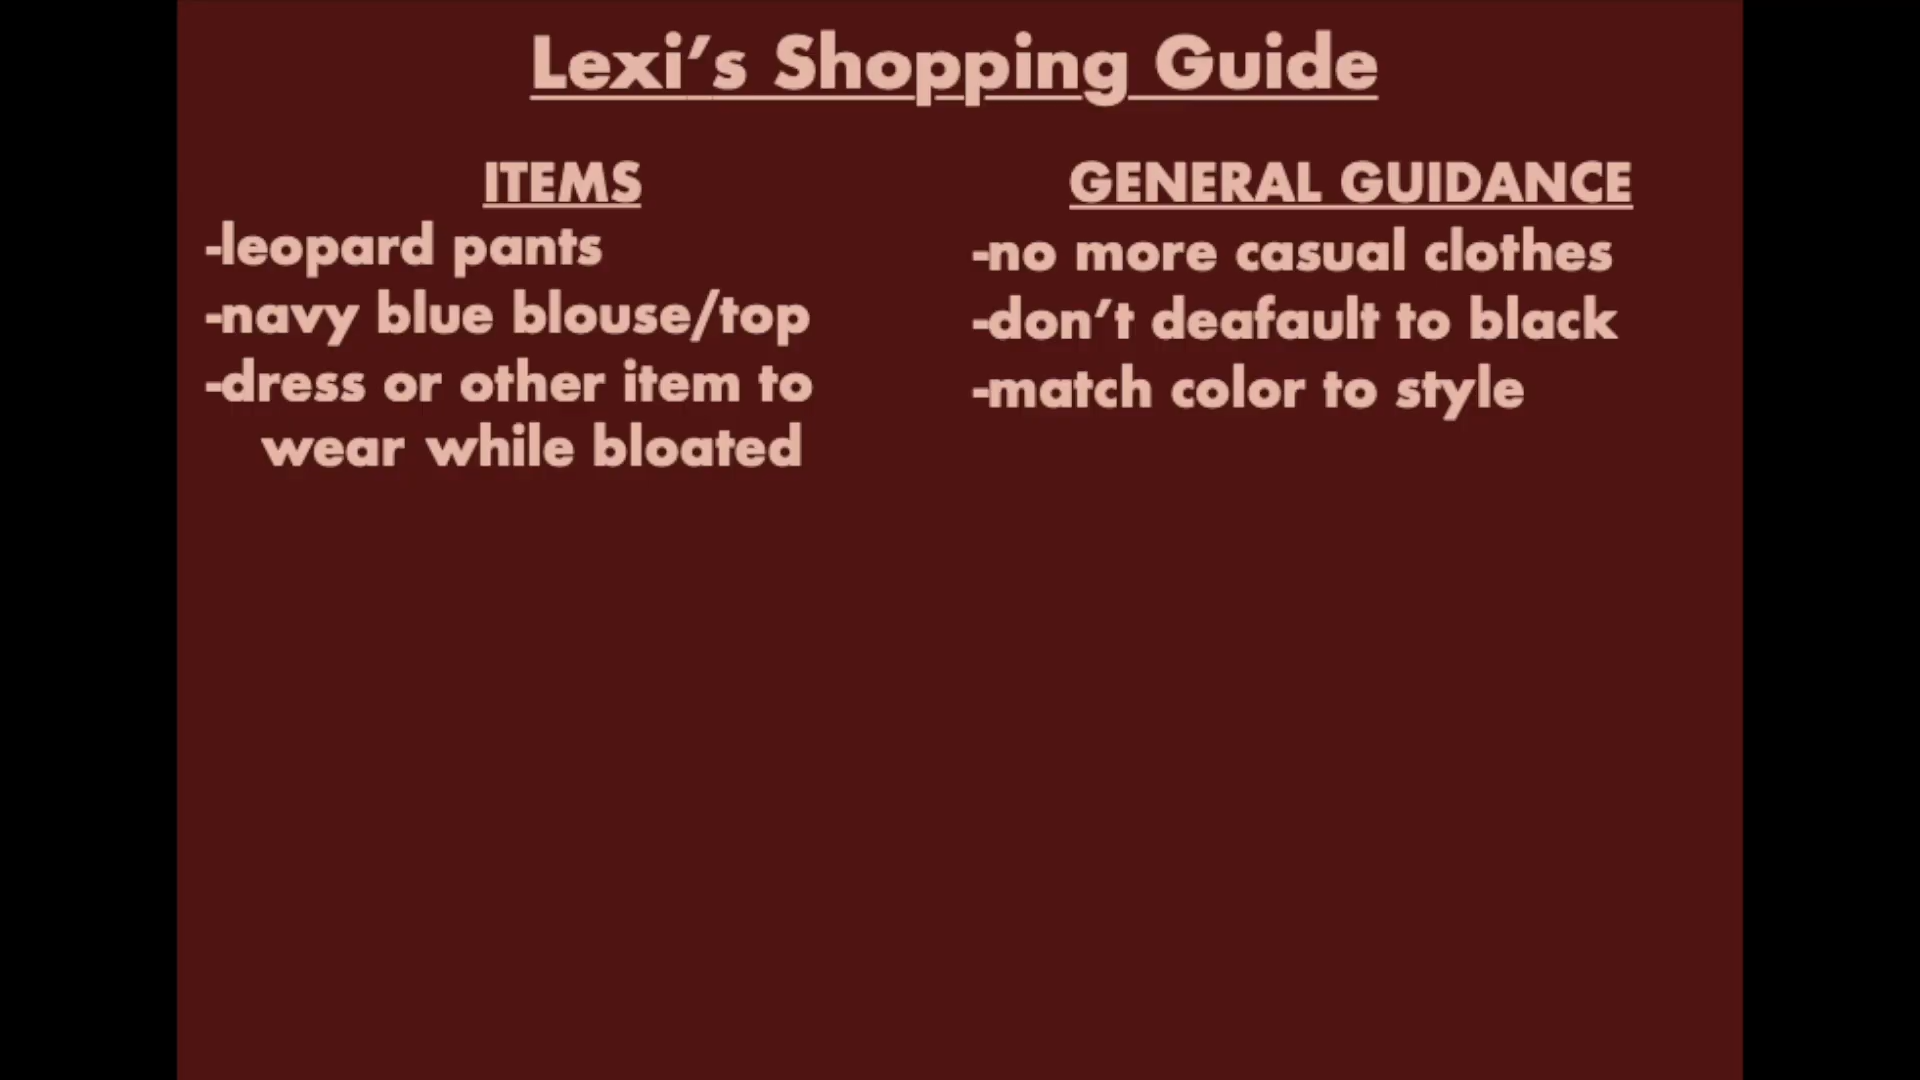 Lexi’s Shopping Guide
ITEMS
-leopard pants
-navy blue blouse/top
-dress or other item to
wear while bloated
GENERAL GUIDANCE
-no more casual clothes
-don’t deafault to black
-match color to style